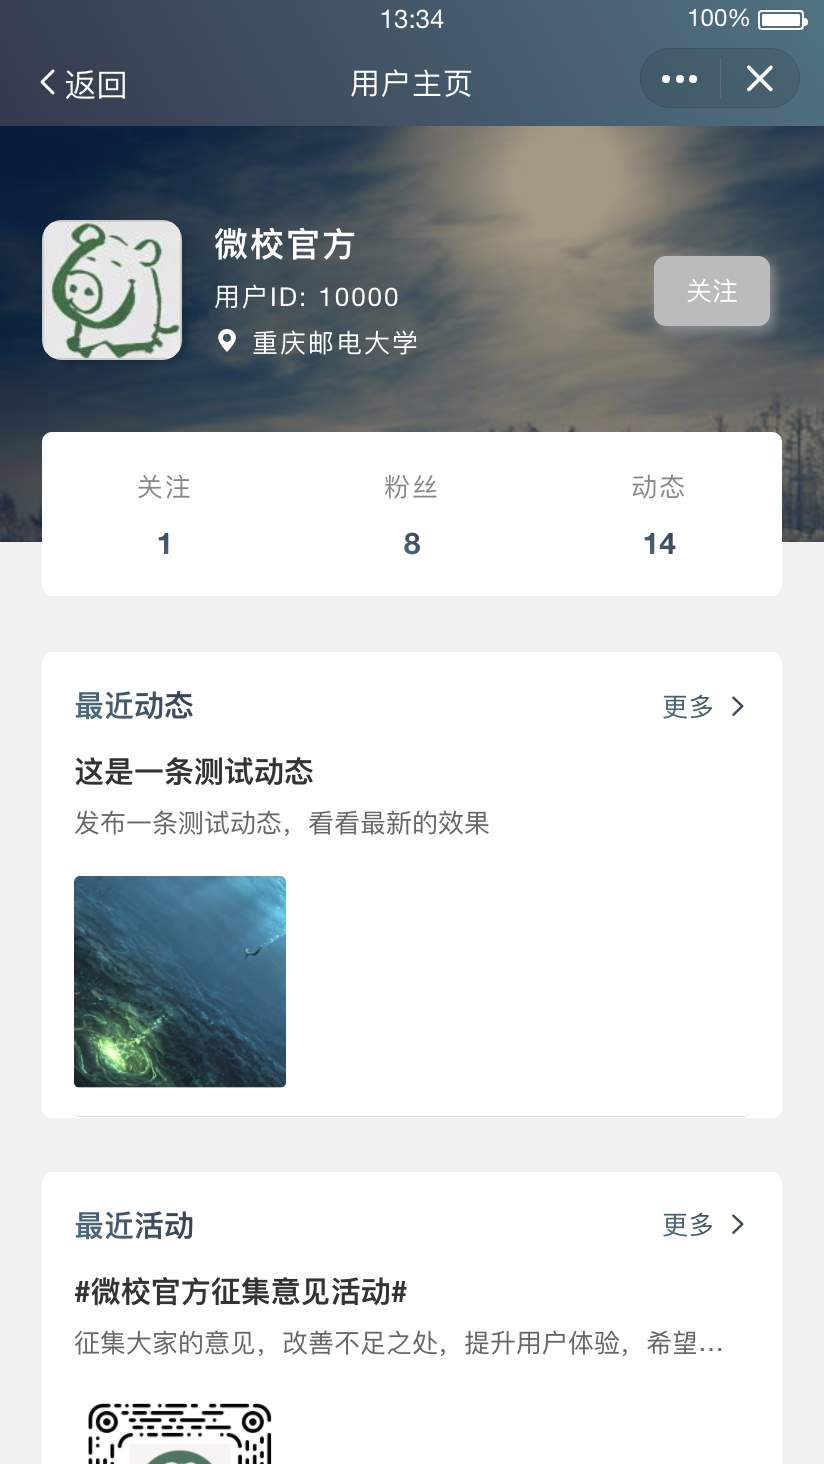 13:34
100%
返回
用户主页
微校官方
用户ID: 10000
重庆邮电大学
关注
关注
粉丝
动态
1
8
14
最近动态
更多
这是一条测试动态
发布一条测试动态，看看最新的效果
最近活动
更多
#微校官方征集意见活动#
征集大家的意见，改善不足之处，提升用户体验，希望...